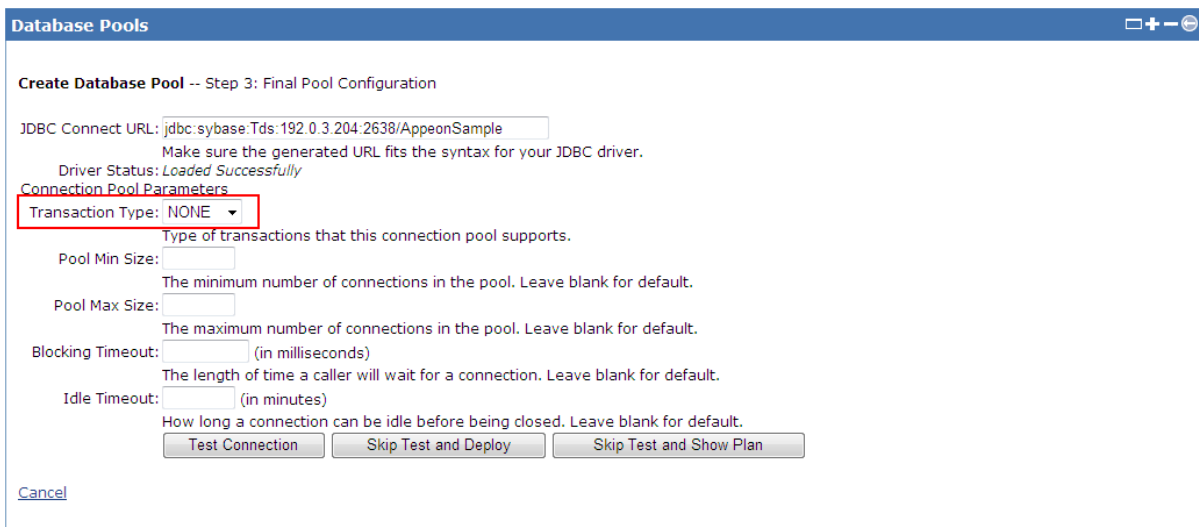 Database Pools
Create Database Pool -- Step 3: Final Pool Configuration
JDBC Connect URL: jdbc:sybase:Tds:192.0.3.204:2638/AppeonSample
Make sure the generated URL fits the syntax for your JDBC driver.
Driver Status: Loaded Successfully
Connection Pool Parameters
Transaction Type: NONE
Type of transactions that this connection pool supports.
Pool Min Size:
The minimum number of connections in the pool. Leave blank for default.
Pool Max Size:
The maximum number of connections in the pool. Leave blank for default.
Blocking Timeout: (in milliseconds)
The length of time a caller will wait for a connection. Leave blank for default.
Idle Timeout: (in minutes)
How long a connection can be idle before being closed. Leave blank for default.
Test Connection Skip Test and Deploy Skip Test and Show Plan
Cancel